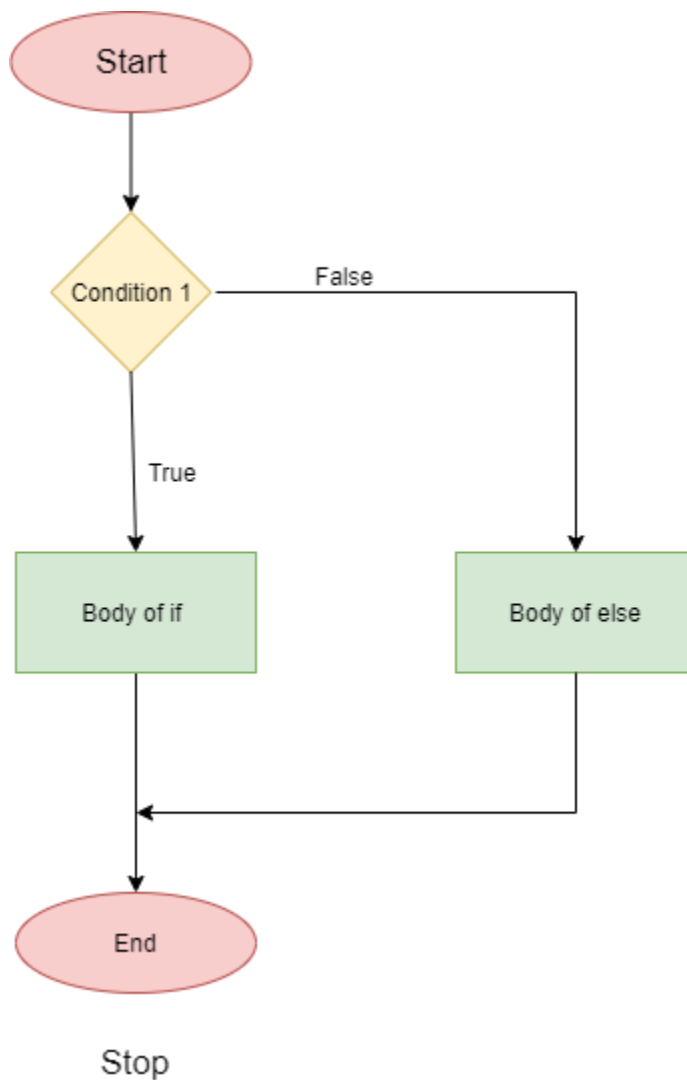 Start
Condition 1
False
True
Body of if
Body of else
End
Stop